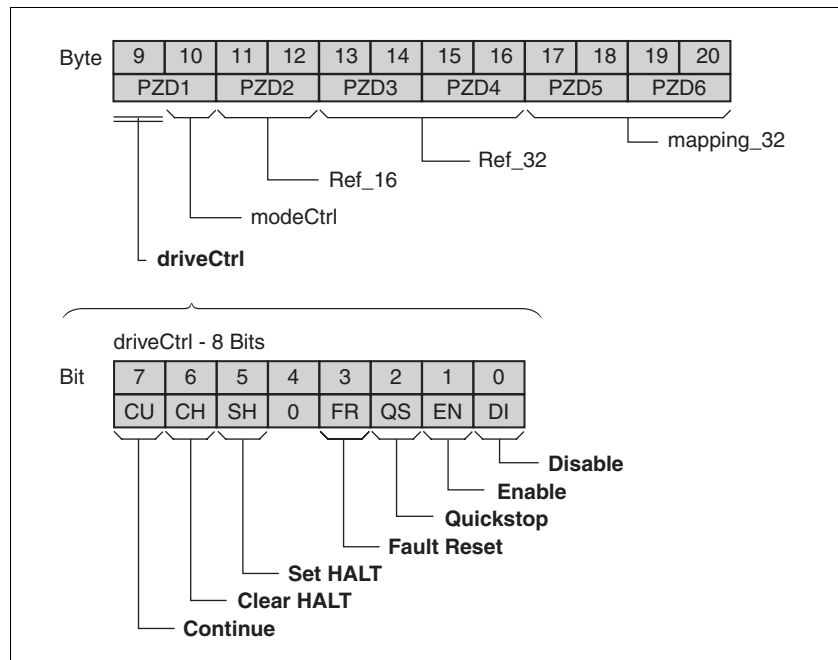 Byte 9 10 11 12 13 14 15 16 17 18 19 20
PZD1 PZD2 PZD3 PZD4 PZD5 PZD6
mapping_32
Ref_32
Ref_16
modeCtrl
driveCtrl
driveCtrl - 8 Bits
Bit 7 6 5 4 3 2 1 0
CU CH SH 0 FR QS EN DI
Disable
Enable
Quickstop
Fault Reset
Set HALT
Clear HALT
Continue